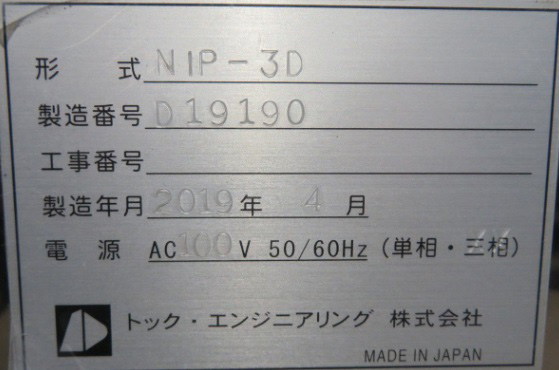 形 式 NIP-3D
製造番号 D19190
工事番号
製造年月 2019年 4月
電 源 AC 100 V 50/60Hz (単相・三相)
トック・エンジニアリング 株式会社
MADE IN JAPAN